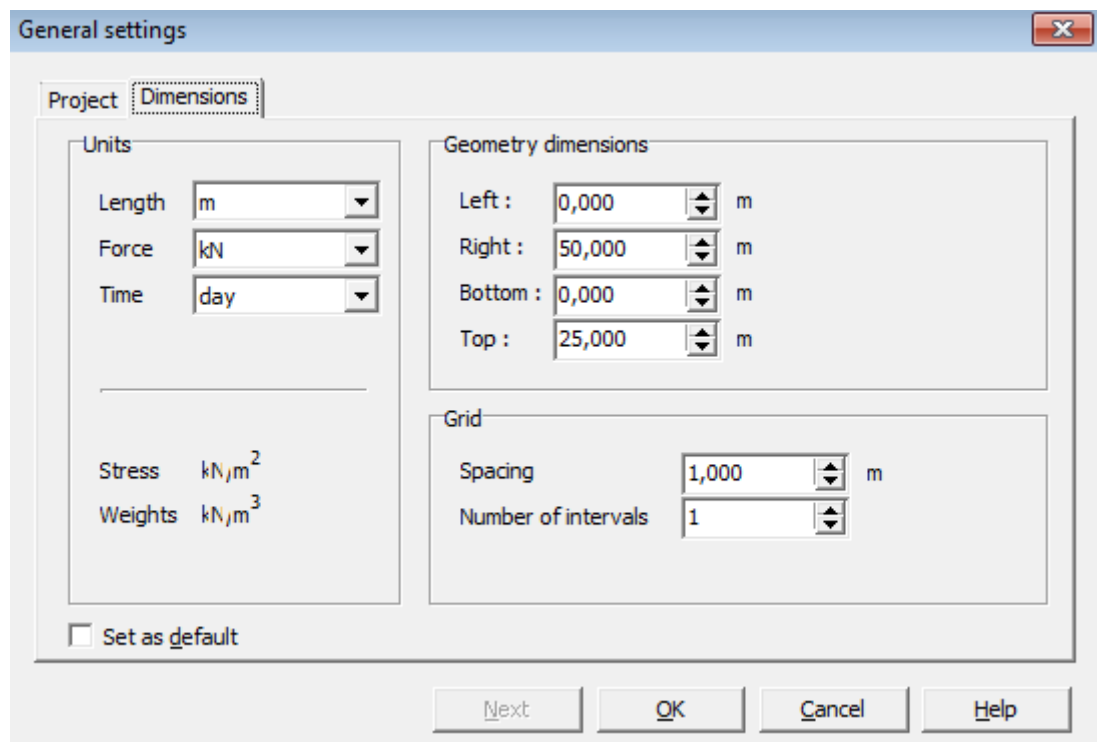 General settings
Project Dimensions
Units
Length m
Force kN
Time day
Stress kN/m²
Weights kN/m³
Geometry dimensions
Left : 0,000 m
Right : 50,000 m
Bottom : 0,000 m
Top : 25,000 m
Grid
Spacing 1,000 m
Number of intervals 1
Set as default
Next OK Cancel Help